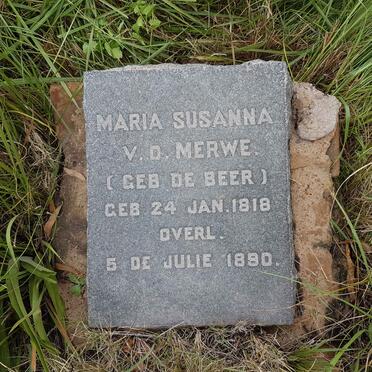 MARIA SUSANNA
V. D. MERWE.
( GEB DE BEER )
GEB 24 JAN. 1818
OVERL.
5 DE JULIE 1890.